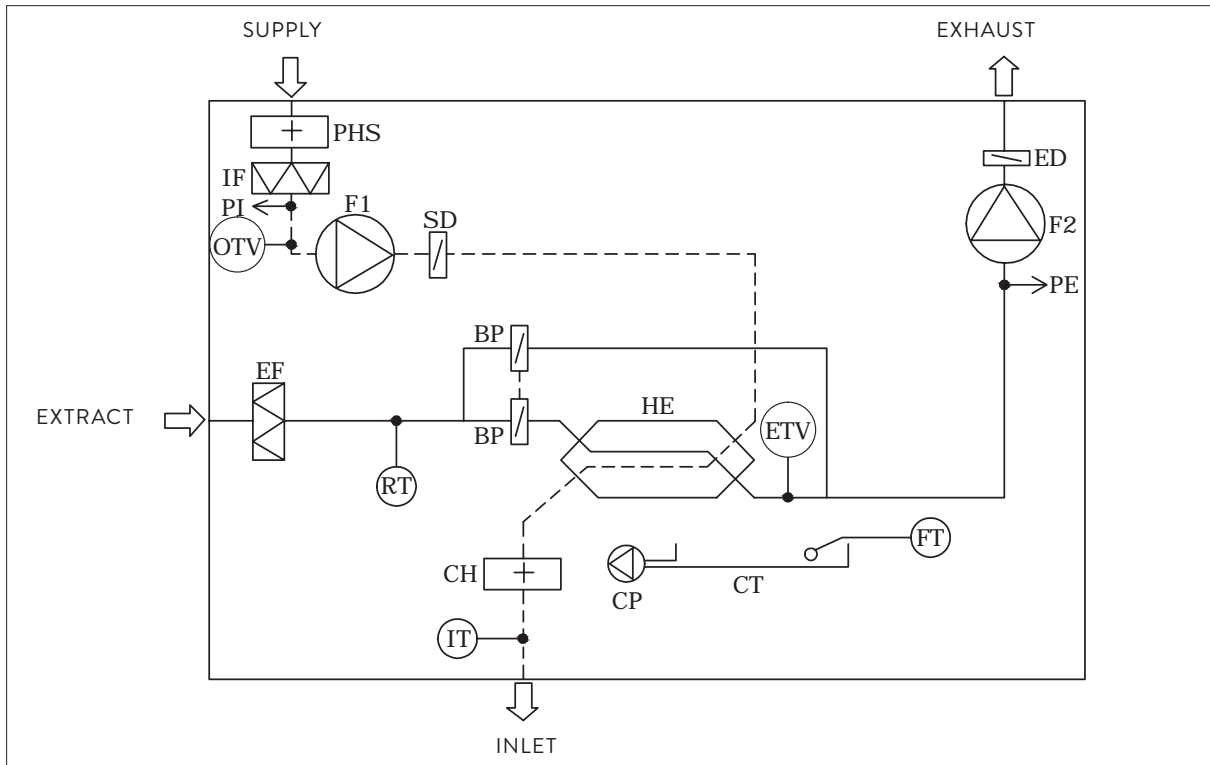 SUPPLY
EXHAUST
PHS
ED
IF
PI
F1
SD
F2
OTV
PE
BP
EF
EXTRACT
HE
ETV
BP
RT
FT
CH
CP
CT
IT
INLET